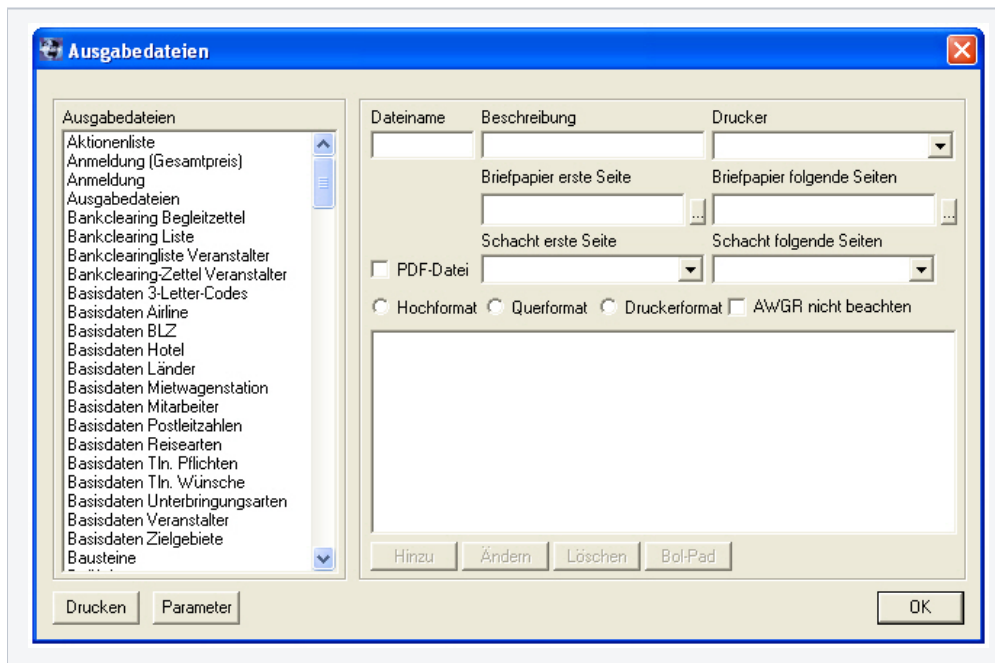 Ausgabedateien
Ausgabedateien
Aktionenliste
Anmeldung (Gesamtpreis)
Anmeldung
Ausgabedateien
Bankclearing Begleitzettel
Bankclearing Liste
Bankclearingliste Veranstalter
Bankclearing-Zettel Veranstalter
Basisdaten 3-Letter-Codes
Basisdaten Airline
Basisdaten BLZ
Basisdaten Hotel
Basisdaten Länder
Basisdaten Mietwagenstation
Basisdaten Mitarbeiter
Basisdaten Postleitzahlen
Basisdaten Reisearten
Basisdaten Tln. Pflichten
Basisdaten Tln. Wünsche
Basisdaten Unterbringungsarten
Basisdaten Veranstalter
Basisdaten Zielgebiete
Bausteine
Dateiname Beschreibung Drucker
Briefpapier erste Seite Briefpapier folgende Seiten
... ...
Schacht erste Seite Schacht folgende Seiten
PDF-Datei
Hochformat Querformat Druckerformat AWGR nicht beachten
Hinzu Ändern Löschen Bol-Pad
Drucken Parameter OK